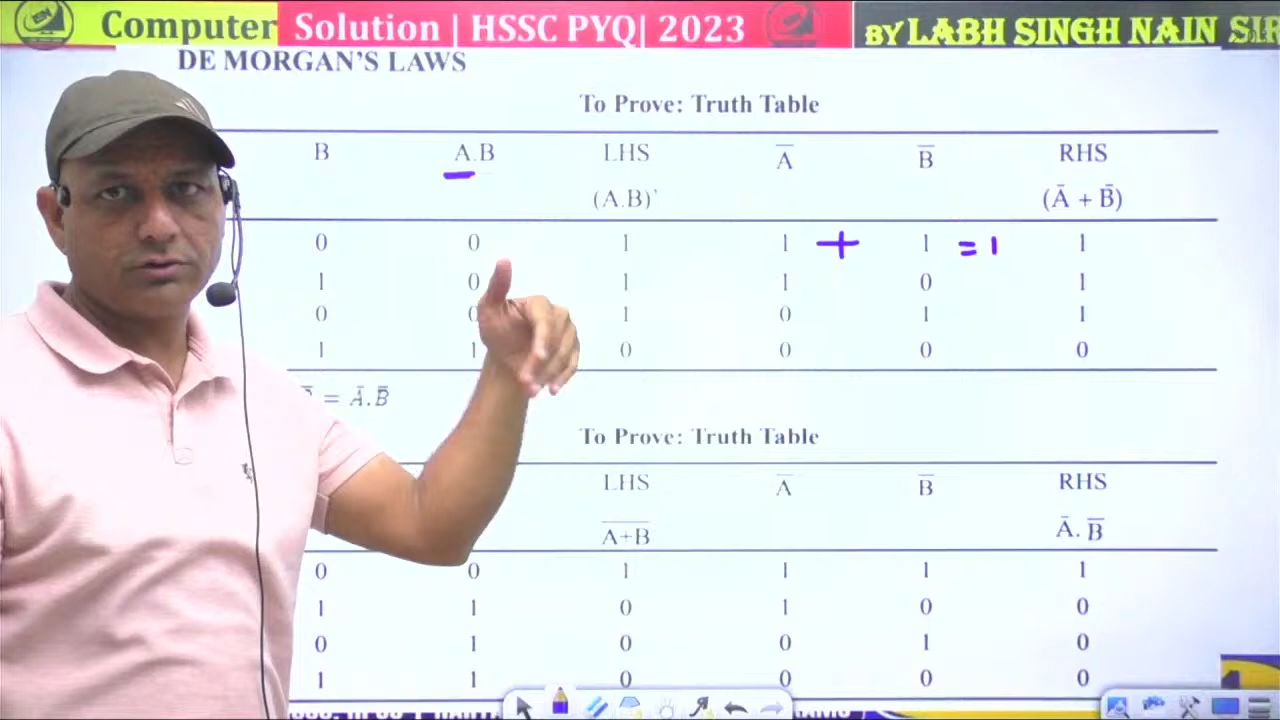 Computer Solution | HSSC PYQ| 2023 BY LABH SINGH NAIN SIR
DE MORGAN'S LAWS
To Prove: Truth Table
B A.B LHS A̅ B̅ RHS
(A.B)' (A̅ + B̅)
0 0 1 1 + 1 = 1 1
1 0 1 1 0 1
0 0 1 0 1 1
1 1 0 0 0 0
= A̅.B̅
To Prove: Truth Table
LHS A̅ B̅ RHS
A̅+̅B̅ A̅. B̅
0 0 1 1 1 1
1 1 0 1 0 0
0 1 0 0 1 0
1 1 0 0 0 0